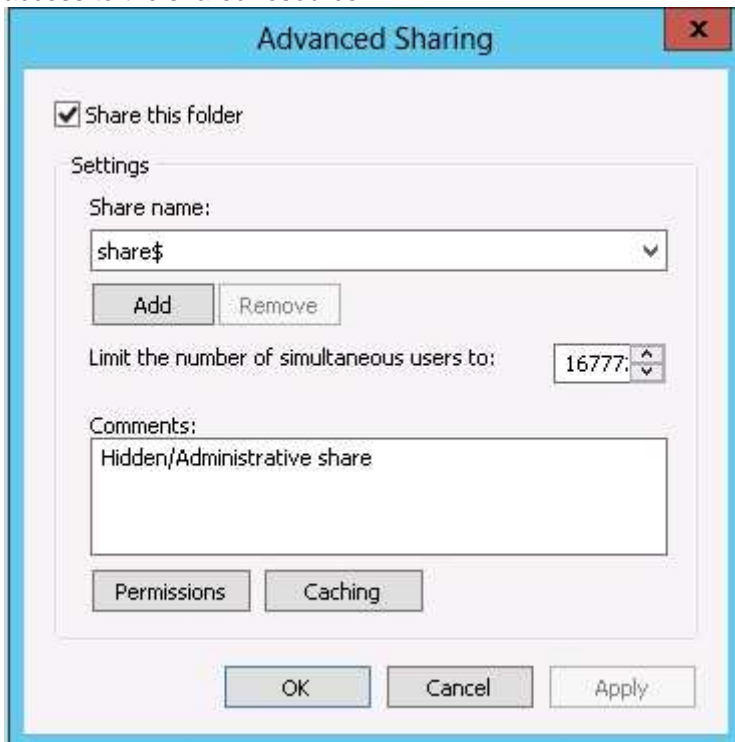 Advanced Sharing
x
Share this folder
Settings
Share name:
share$
Add Remove
Limit the number of simultaneous users to: 16777
Comments:
Hidden/Administrative share
Permissions Caching
OK Cancel Apply